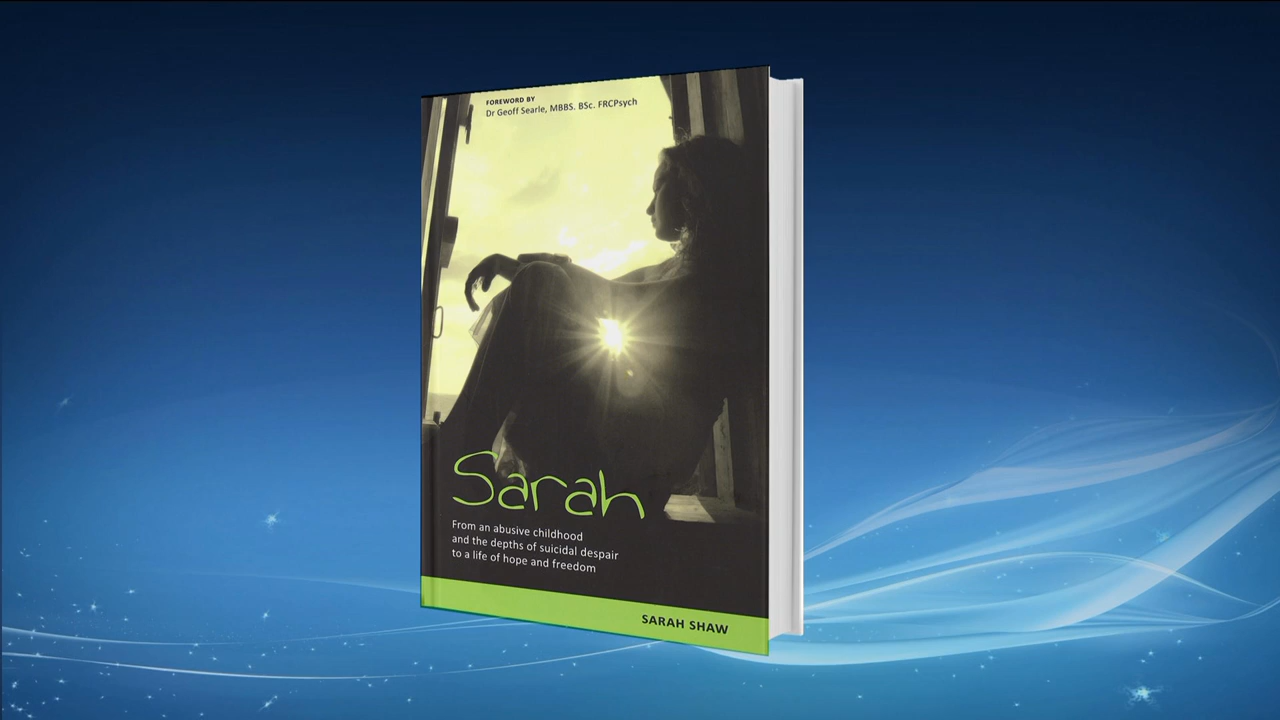 FOREWORD BY
Dr Geoff Searle, MBBS. BSc. FRCPsych
Sarah
From an abusive childhood
and the depths of suicidal despair
to a life of hope and freedom
SARAH SHAW